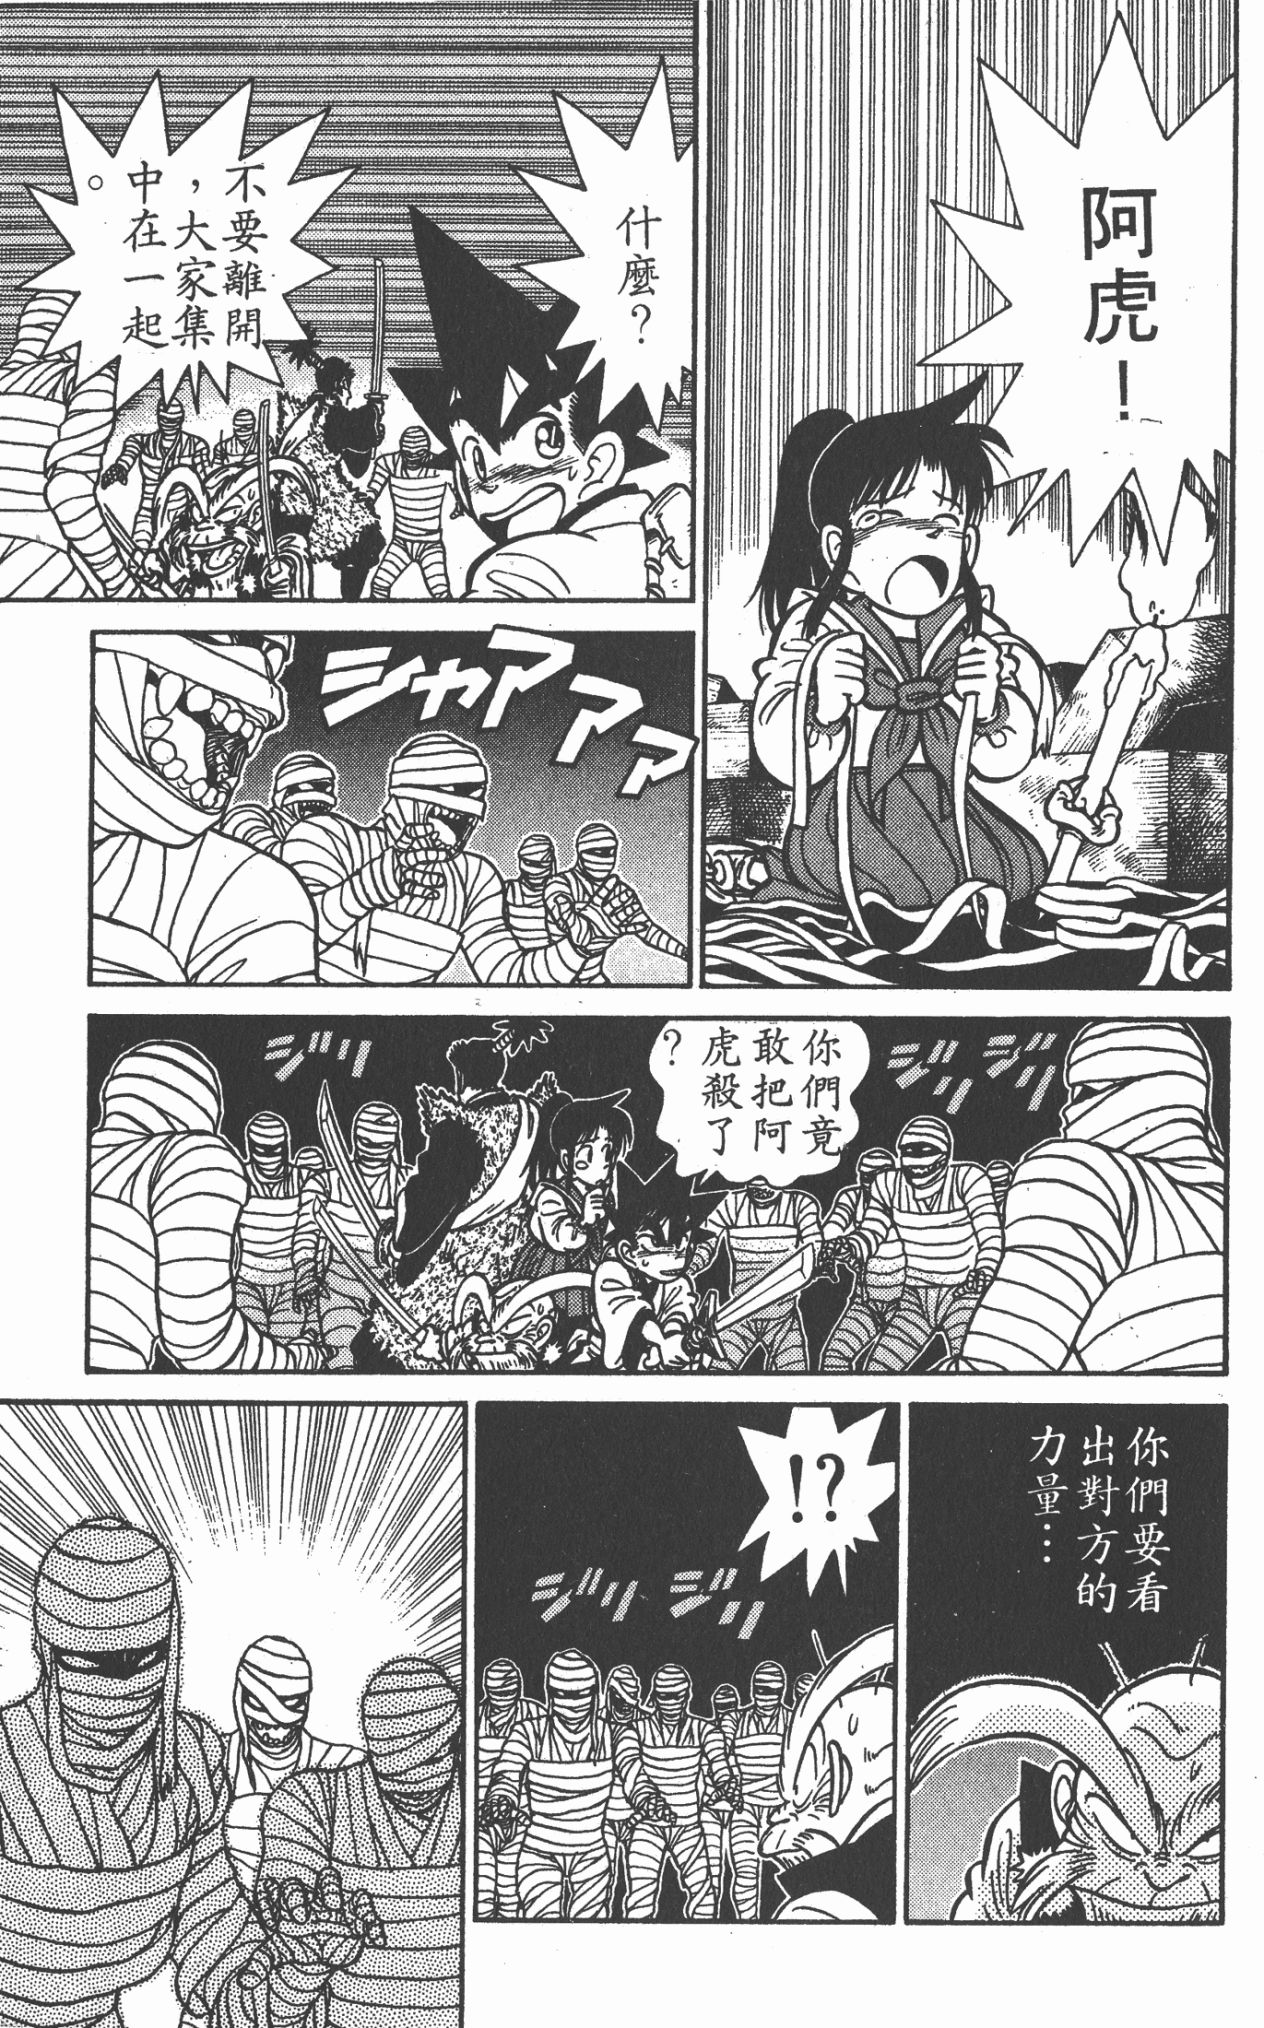 阿虎！
什麼？
不要離開
，大家集
中在一起
。
シャアアアァ
你們竟
敢把阿
虎殺了
？
ジリ
ジリ
ジリ
你們要看
出對方的
力量…
！？
ジリ
ジリ